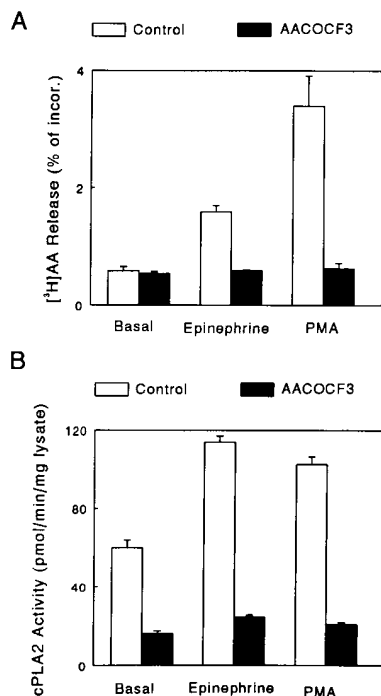 A
Control AACOCF3
[³H]AA Release (% of incor.)
4
2
0
Basal Epinephrine PMA
B
Control AACOCF3
cPLA2 Activity (pmol/min/mg lysate)
120
80
40
0
Basal Epinephrine PMA